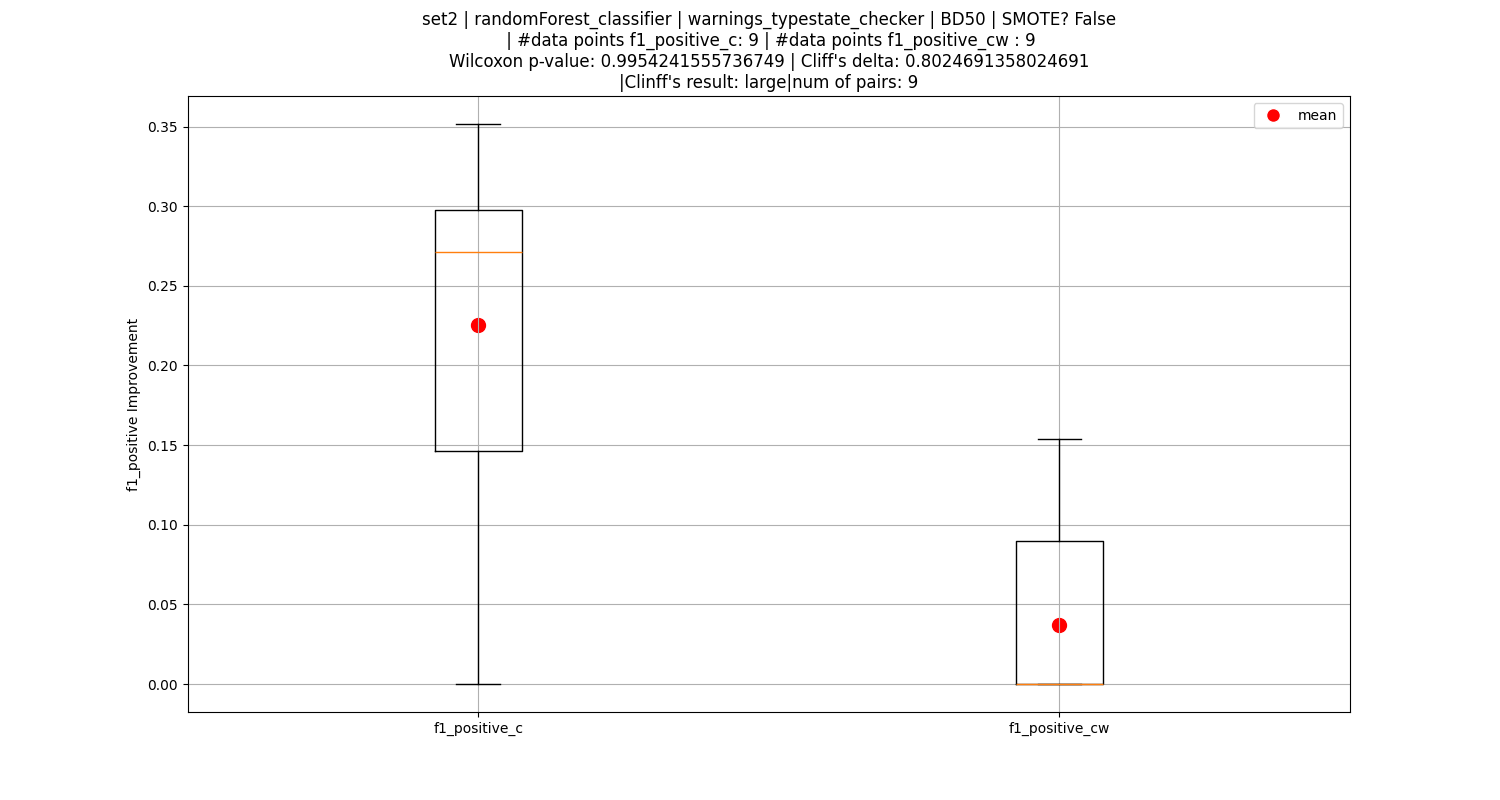 set2 | randomForest_classifier | warnings_typestate_checker | BD50 | SMOTE? False
| #data points f1_positive_c: 9 | #data points f1_positive_cw : 9
Wilcoxon p-value: 0.9954241555736749 | Cliff's delta: 0.8024691358024691
|Clinff's result: large|num of pairs: 9
mean
0.35
0.30
0.25
0.20
0.15
0.10
0.05
0.00
f1_positive Improvement
f1_positive_c
f1_positive_cw